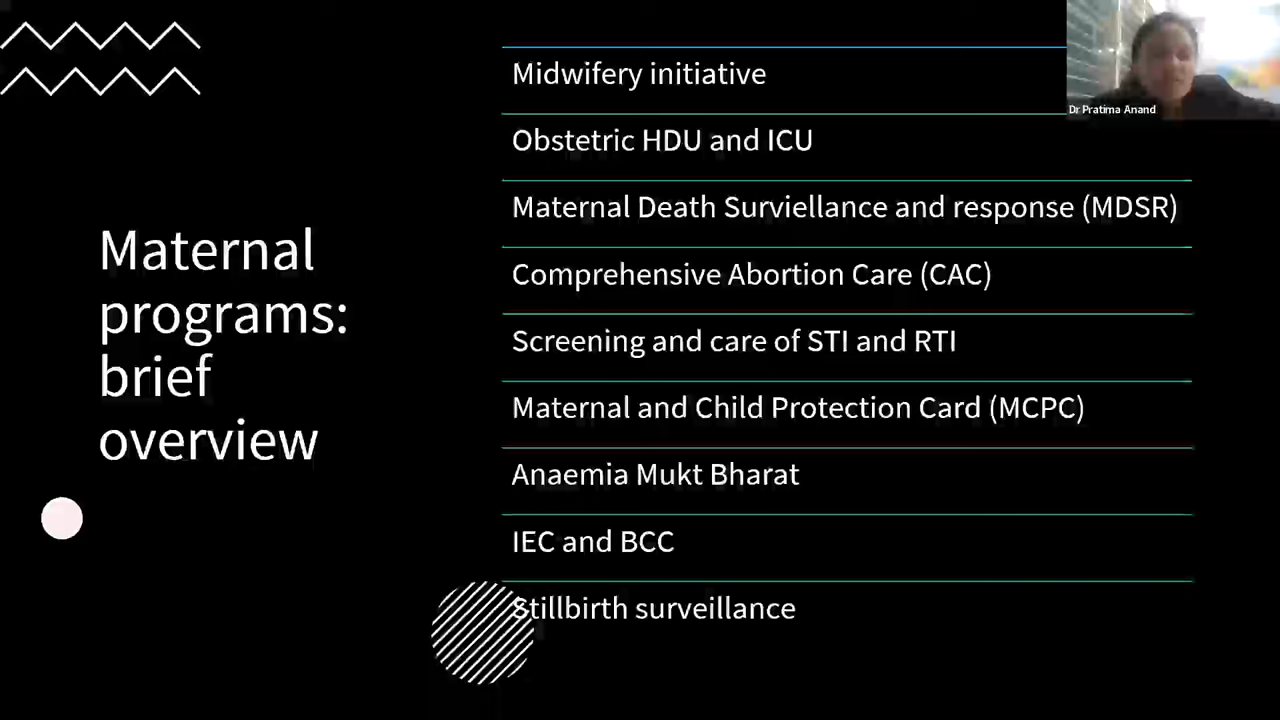 Maternal
programs:
brief
overview
Midwifery initiative
Obstetric HDU and ICU
Maternal Death Surviellance and response (MDSR)
Comprehensive Abortion Care (CAC)
Screening and care of STI and RTI
Maternal and Child Protection Card (MCPC)
Anaemia Mukt Bharat
IEC and BCC
Stillbirth surveillance
Dr Pratima Anand